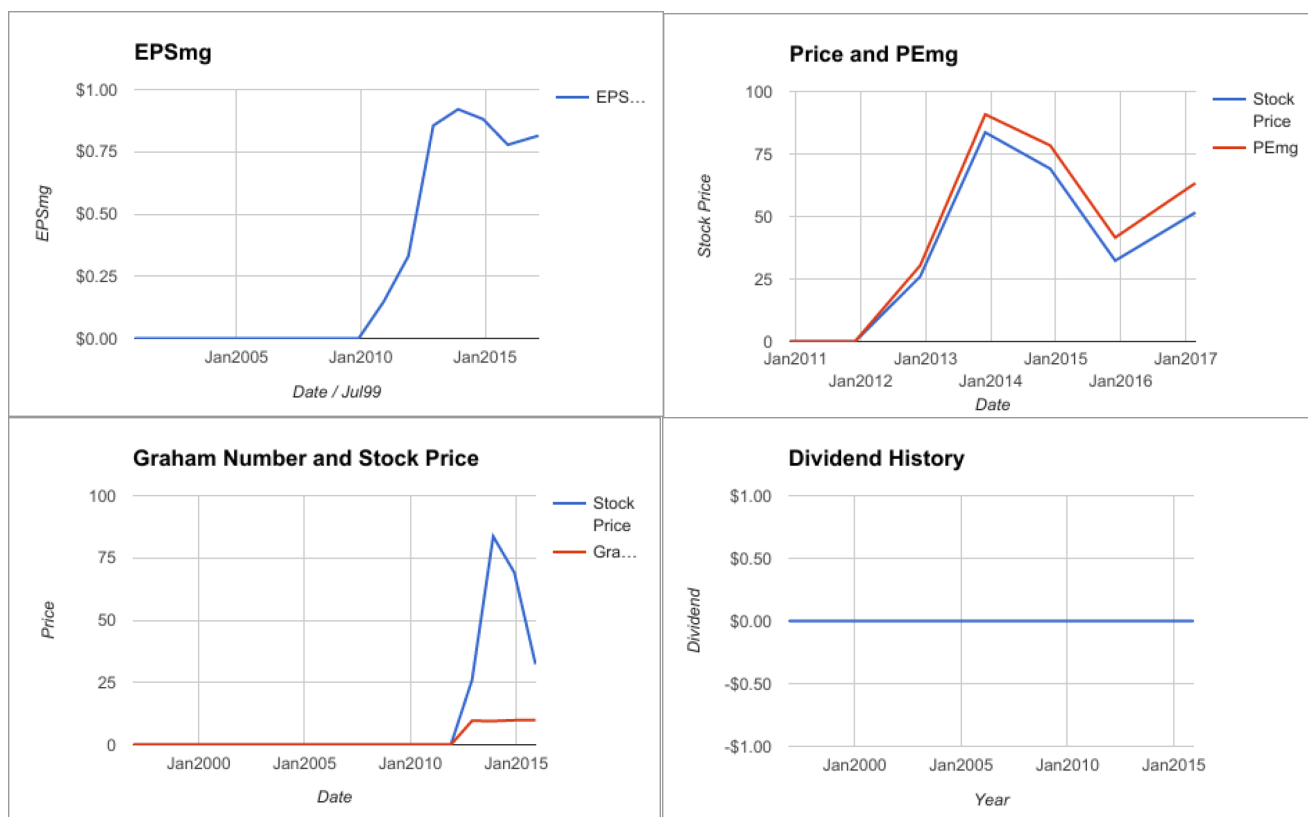 EPSmg
$1.00
$0.75
$0.50
$0.25
$0.00
EPSmg
Jan2005
Jan2010
Jan2015
Date / Jul99
EPS…
Price and PEmg
100
75
50
25
0
Stock Price
Jan2011
Jan2012
Jan2013
Jan2014
Jan2015
Jan2016
Jan2017
Date
Stock
Price
PEmg
Graham Number and Stock Price
100
75
50
25
0
Price
Jan2000
Jan2005
Jan2010
Jan2015
Date
Stock
Price
Gra…
Dividend History
$1.00
$0.50
$0.00
-$0.50
-$1.00
Dividend
Jan2000
Jan2005
Jan2010
Jan2015
Year